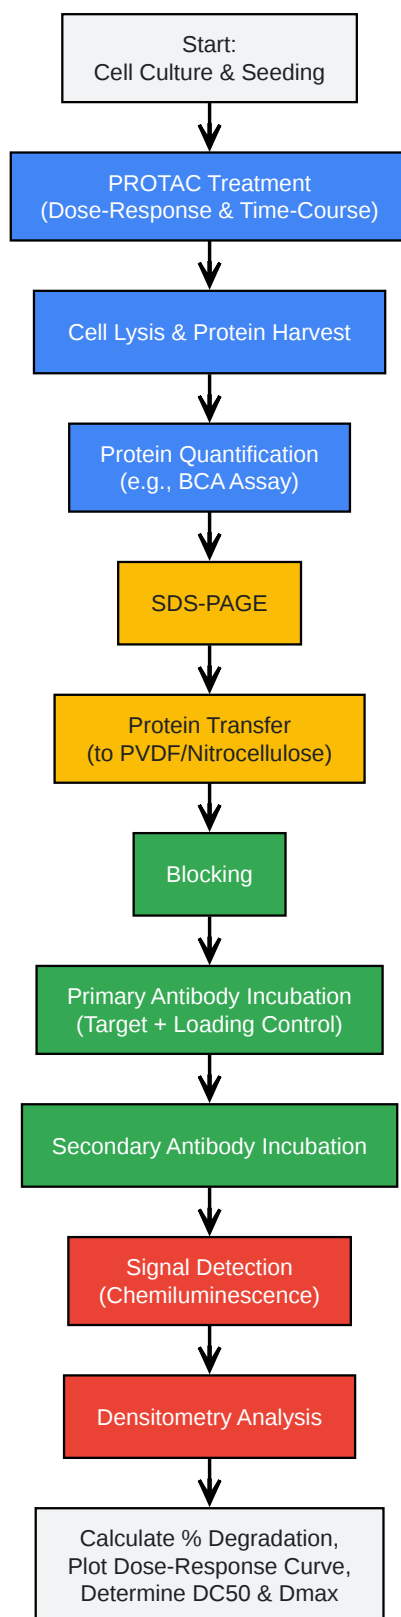 Start:
Cell Culture & Seeding
PROTAC Treatment
(Dose-Response & Time-Course)
Cell Lysis & Protein Harvest
Protein Quantification
(e.g., BCA Assay)
SDS-PAGE
Protein Transfer
(to PVDF/Nitrocellulose)
Blocking
Primary Antibody Incubation
(Target + Loading Control)
Secondary Antibody Incubation
Signal Detection
(Chemiluminescence)
Densitometry Analysis
Calculate % Degradation,
Plot Dose-Response Curve,
Determine DC50 & Dmax